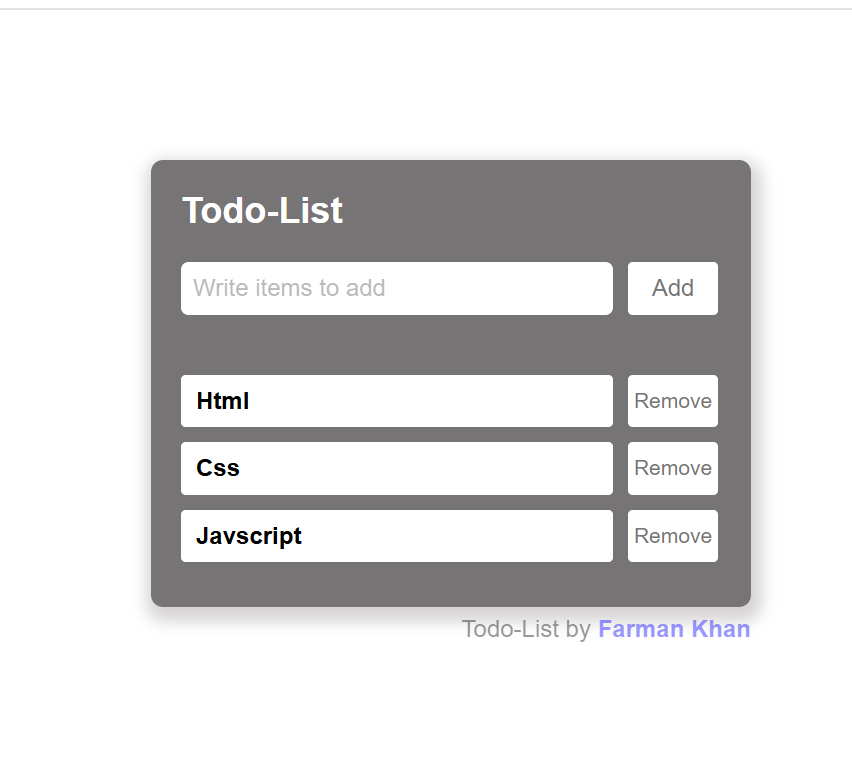 Todo-List
Write items to add Add
Html Remove
Css Remove
Javscript Remove
Todo-List by Farman Khan